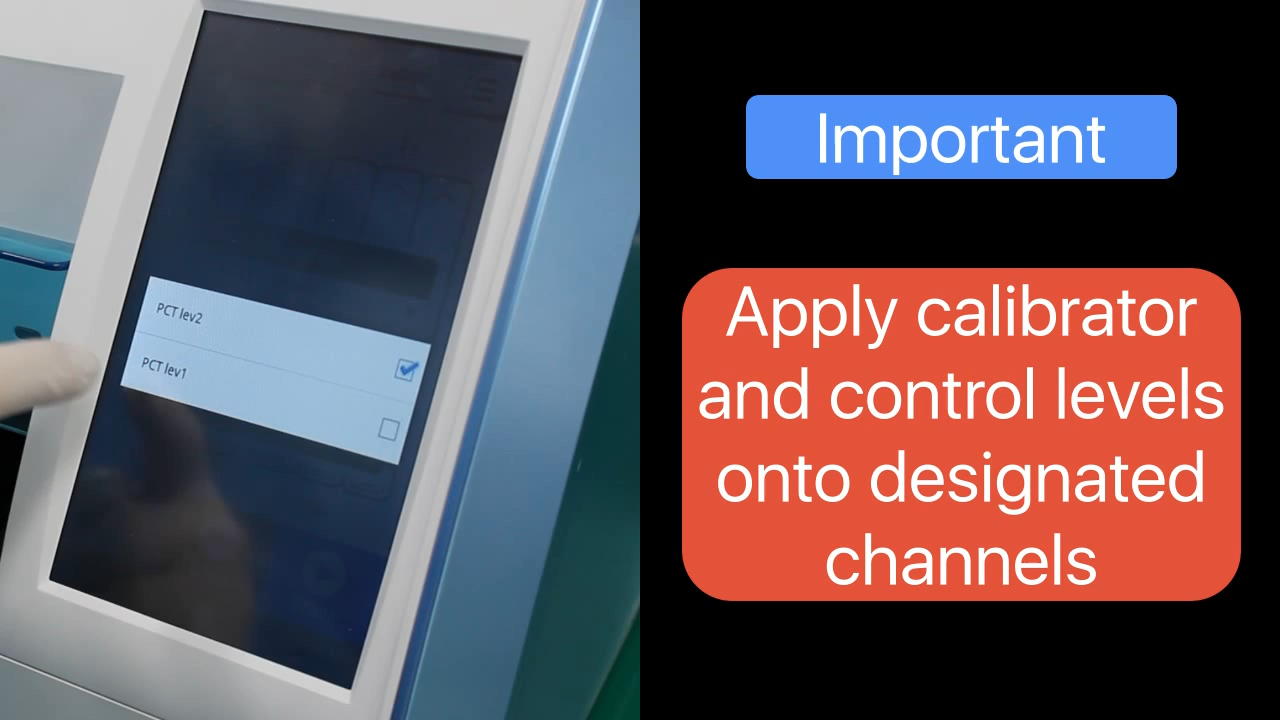 PCT lev2
PCT lev1
Important
Apply calibrator
and control levels
onto designated
channels